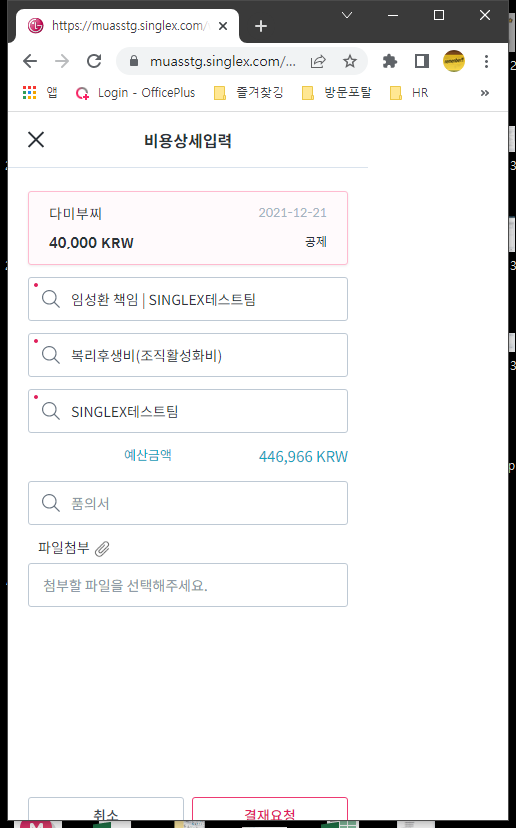 https://muasstg.singlex.com/
muasstg.singlex.com/...
앱
Login - OfficePlus
즐겨찾깅
방문포탈
HR
비용상세입력
다미부찌
2021-12-21
40,000 KRW
공제
임성환 책임 | SINGLEX테스트팀
복리후생비(조직활성화비)
SINGLEX테스트팀
예산금액
446,966 KRW
품의서
파일첨부
첨부할 파일을 선택해주세요.
취소
결재요청